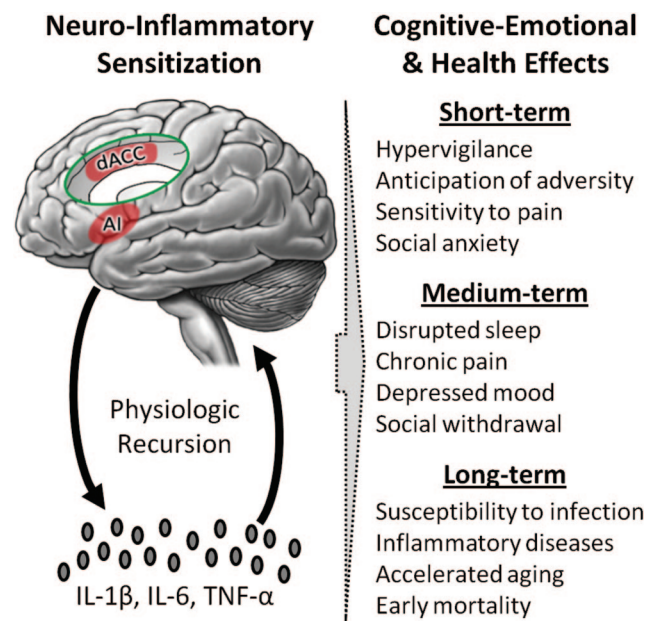 Neuro-Inflammatory
Sensitization
dACC
AI
Physiologic
Recursion
IL-1β, IL-6, TNF-α
Cognitive-Emotional
& Health Effects
Short-term
Hypervigilance
Anticipation of adversity
Sensitivity to pain
Social anxiety
Medium-term
Disrupted sleep
Chronic pain
Depressed mood
Social withdrawal
Long-term
Susceptibility to infection
Inflammatory diseases
Accelerated aging
Early mortality